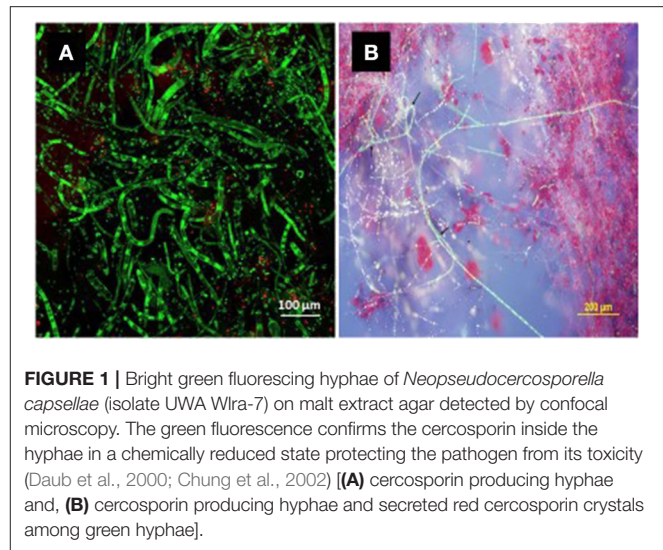 A
B
100 µm
200 µm
FIGURE 1 | Bright green fluorescing hyphae of Neopseudocercosporella
capsellae (isolate UWA Wlra-7) on malt extract agar detected by confocal
microscopy. The green fluorescence confirms the cercosporin inside the
hyphae in a chemically reduced state protecting the pathogen from its toxicity
(Daub et al., 2000; Chung et al., 2002) [(A) cercosporin producing hyphae
and, (B) cercosporin producing hyphae and secreted red cercosporin crystals
among green hyphae].